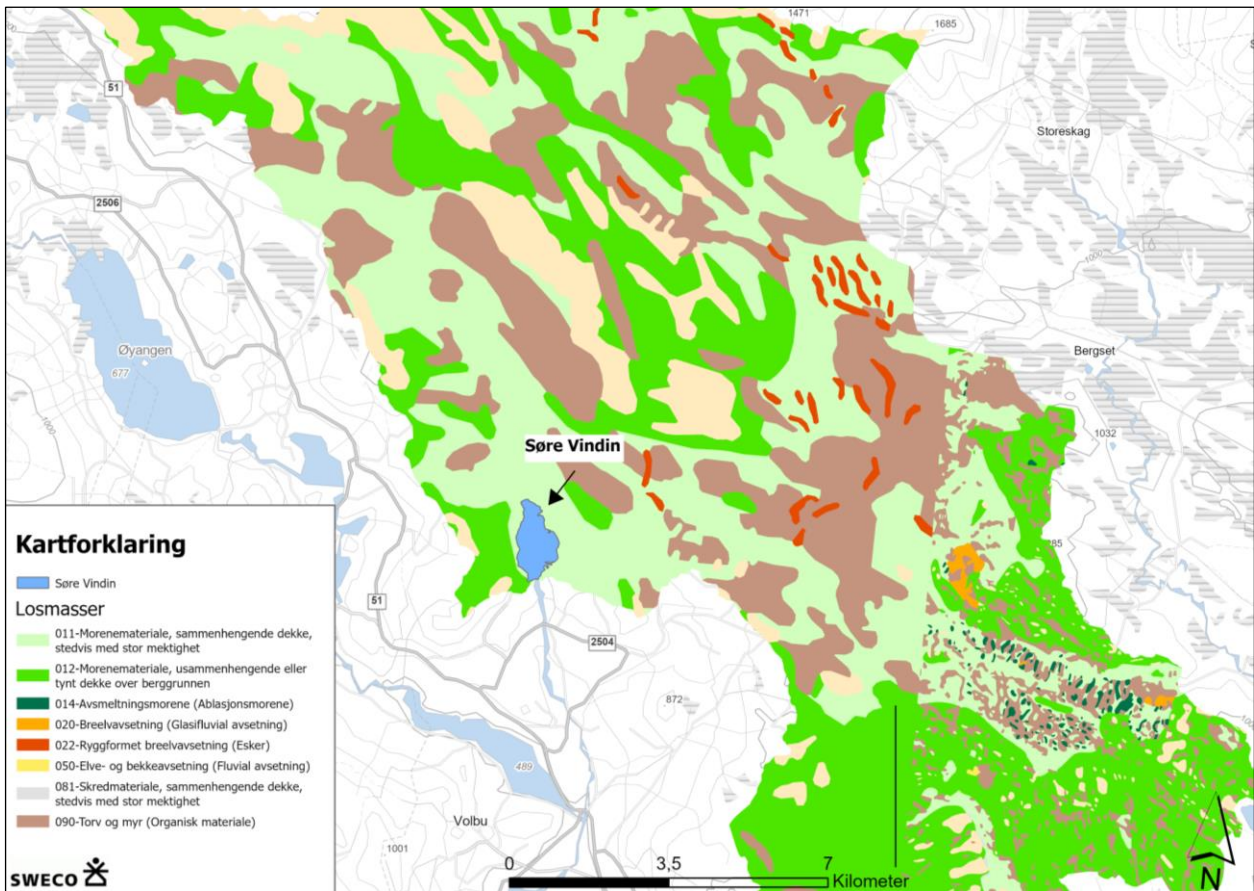 1471
1685
51
Storeskag
2506
1000
Øyangen
677
Bergset
1000
1032
Søre Vindin
85
Kartforklaring
Søre Vindin
Losmasser
011-Morenemateriale, sammenhengende dekke,
stedvis med stor mektighet
012-Morenemateriale, usammenhengende eller
tynt dekke over berggrunnen
014-Avsmeltningsmorene (Ablasjonsmorene)
020-Breelvavsetning (Glasifluvial avsetning)
022-Ryggformet breelvavsetning (Esker)
050-Elve- og bekkeavsetning (Fluvial avsetning)
081-Skredmateriale, sammenhengende dekke,
stedvis med stor mektighet
090-Torv og myr (Organisk materiale)
51
2504
872
489
Volbu
1001
SWECO
0
3,5
7
Kilometer
N